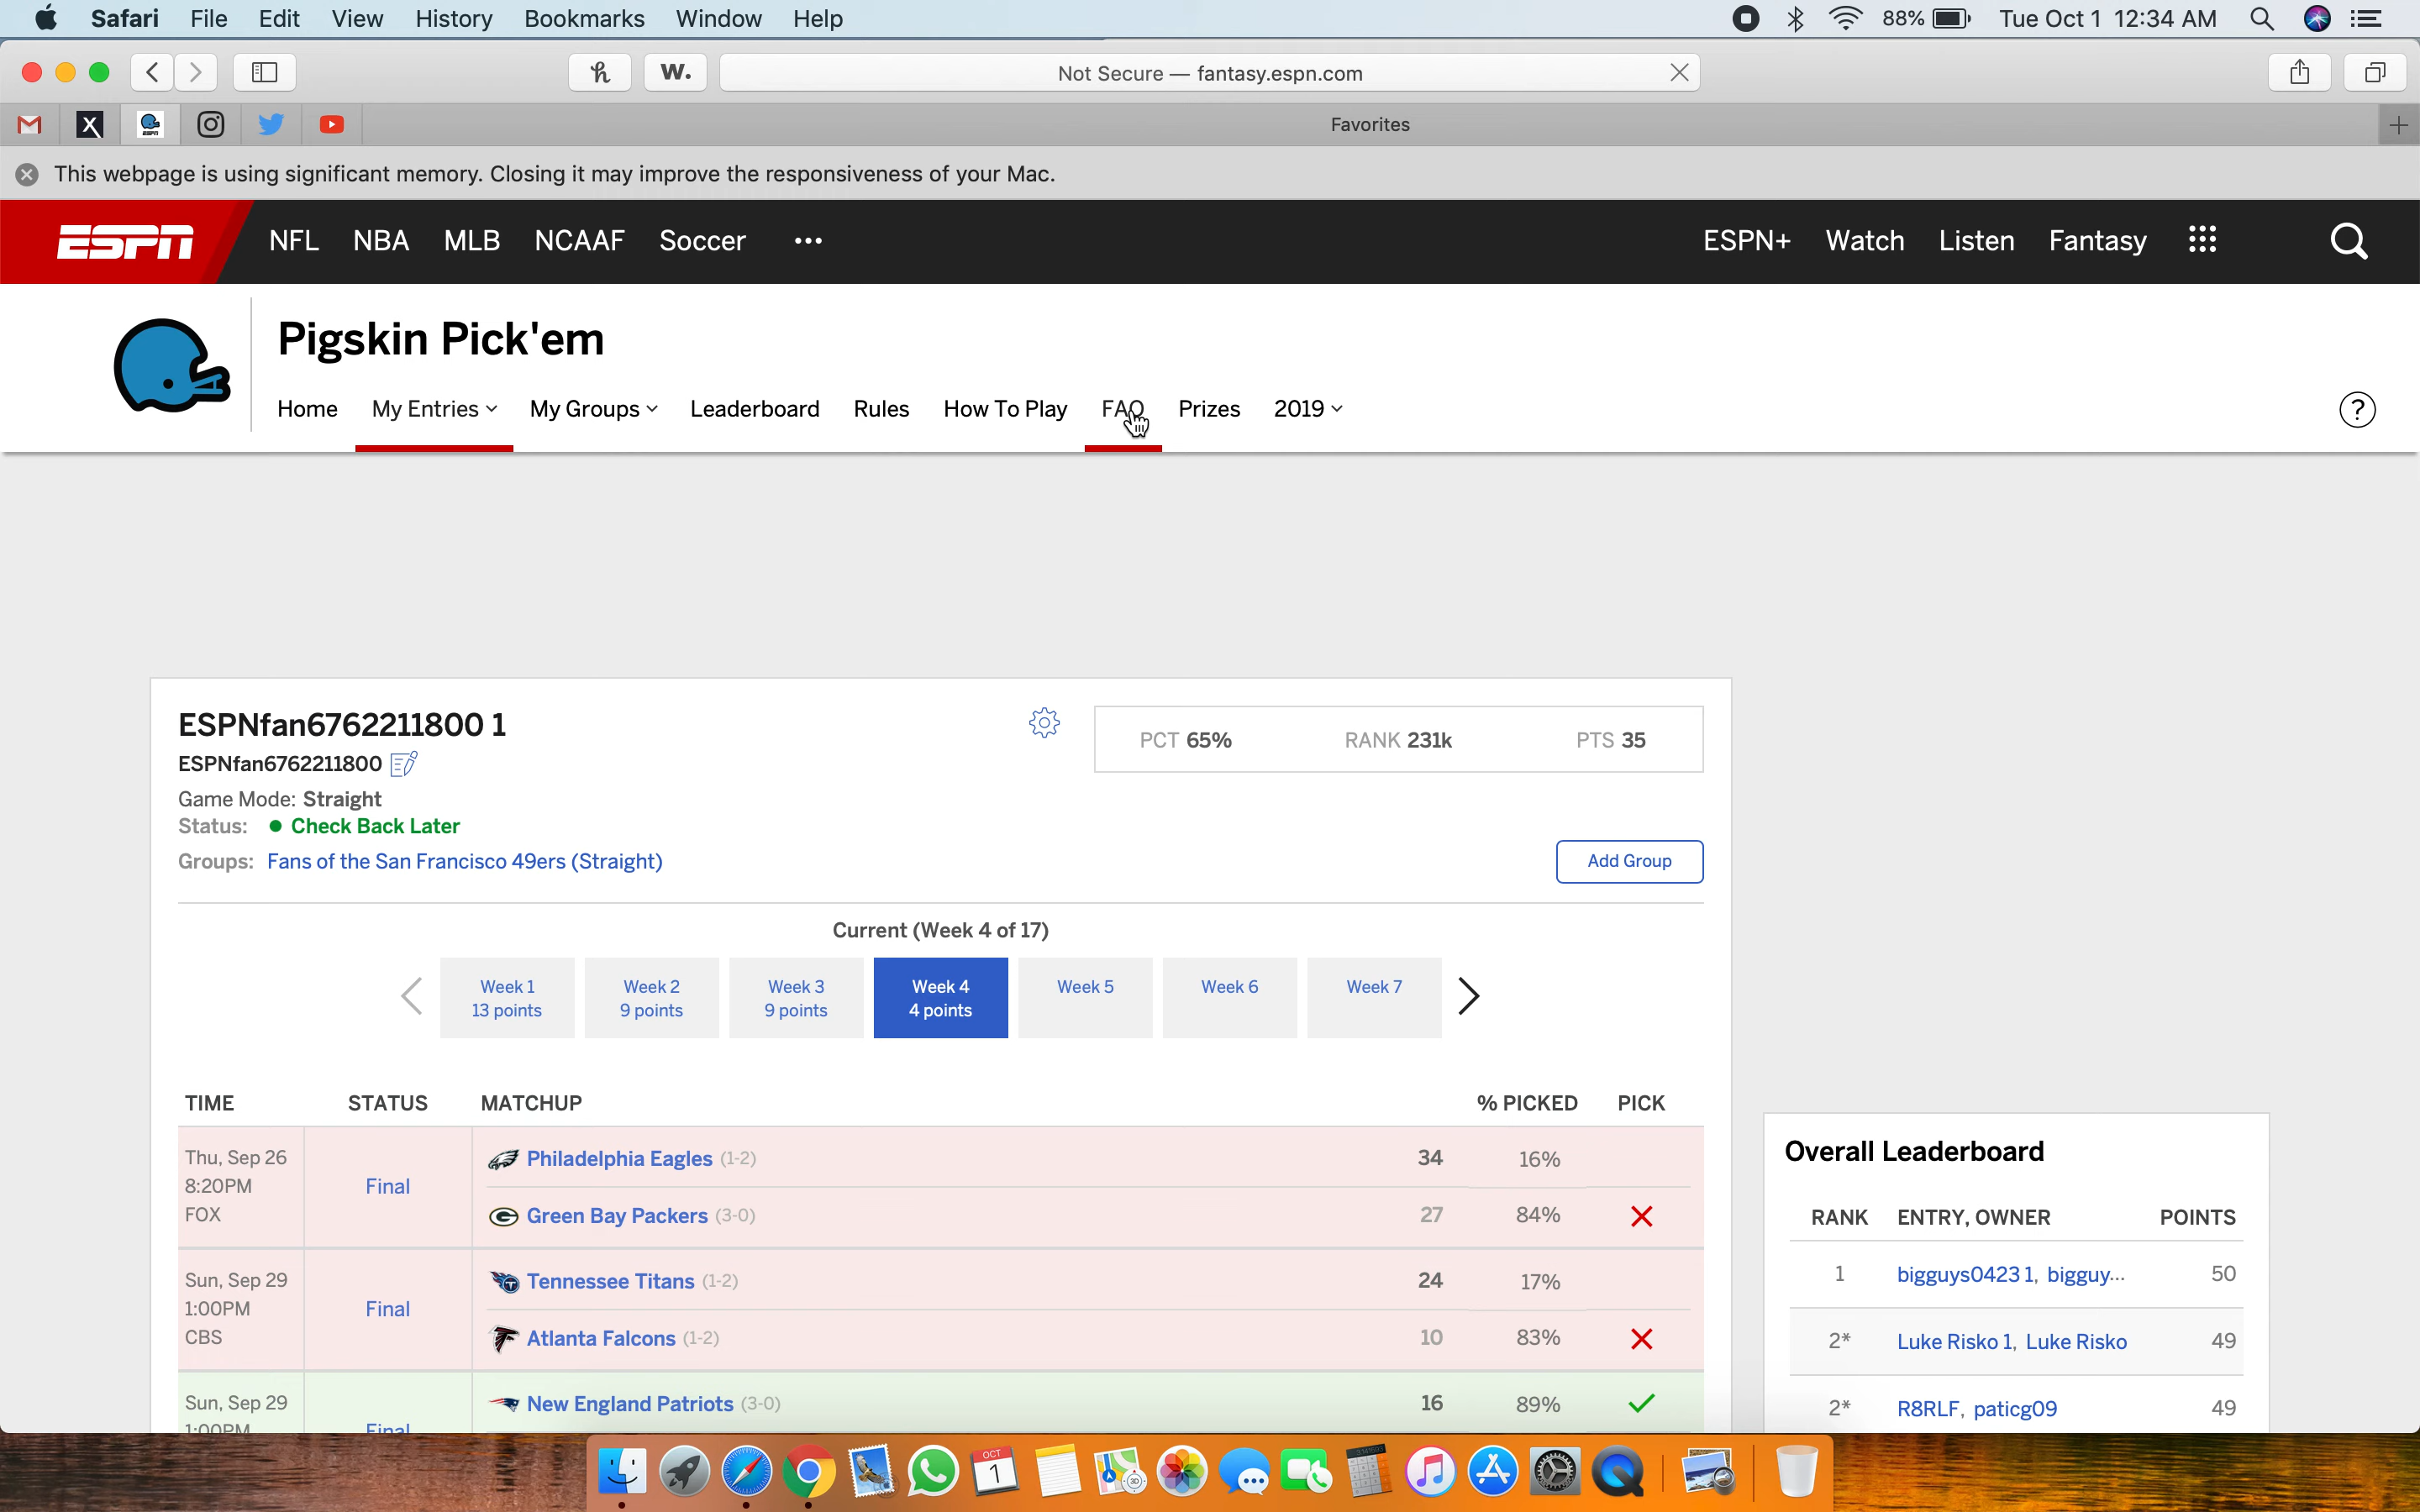 Safari File Edit View History Bookmarks Window Help 88% Tue Oct 1 12:34 AM
h W. Not Secure — fantasy.espn.com
X ESPN Favorites
This webpage is using significant memory. Closing it may improve the responsiveness of your Mac.
ESPN NFL NBA MLB NCAAF Soccer ••• ESPN+ Watch Listen Fantasy
Pigskin Pick'em
Home My Entries My Groups Leaderboard Rules How To Play FAQ Prizes 2019 ?
ESPNfan6762211800 1
PCT 65% RANK 231k PTS 35
ESPNfan6762211800
Game Mode: Straight
Status: • Check Back Later
Groups: Fans of the San Francisco 49ers (Straight) Add Group
Current (Week 4 of 17)
Week 1 Week 2 Week 3 Week 4 Week 5 Week 6 Week 7
13 points 9 points 9 points 4 points
TIME STATUS MATCHUP % PICKED PICK
Thu, Sep 26
8:20PM
FOX
Final
Philadelphia Eagles (1-2) 34 16%
Green Bay Packers (3-0) 27 84%
Sun, Sep 29
1:00PM
CBS
Final
Tennessee Titans (1-2) 24 17%
Atlanta Falcons (1-2) 10 83%
Sun, Sep 29
1:00PM
Final
New England Patriots (3-0) 16 89%
Overall Leaderboard
RANK ENTRY, OWNER POINTS
1 bigguys0423 1, bigguy... 50
2* Luke Risko 1, Luke Risko 49
2* R8RLF, paticg09 49
OCT
1
3D